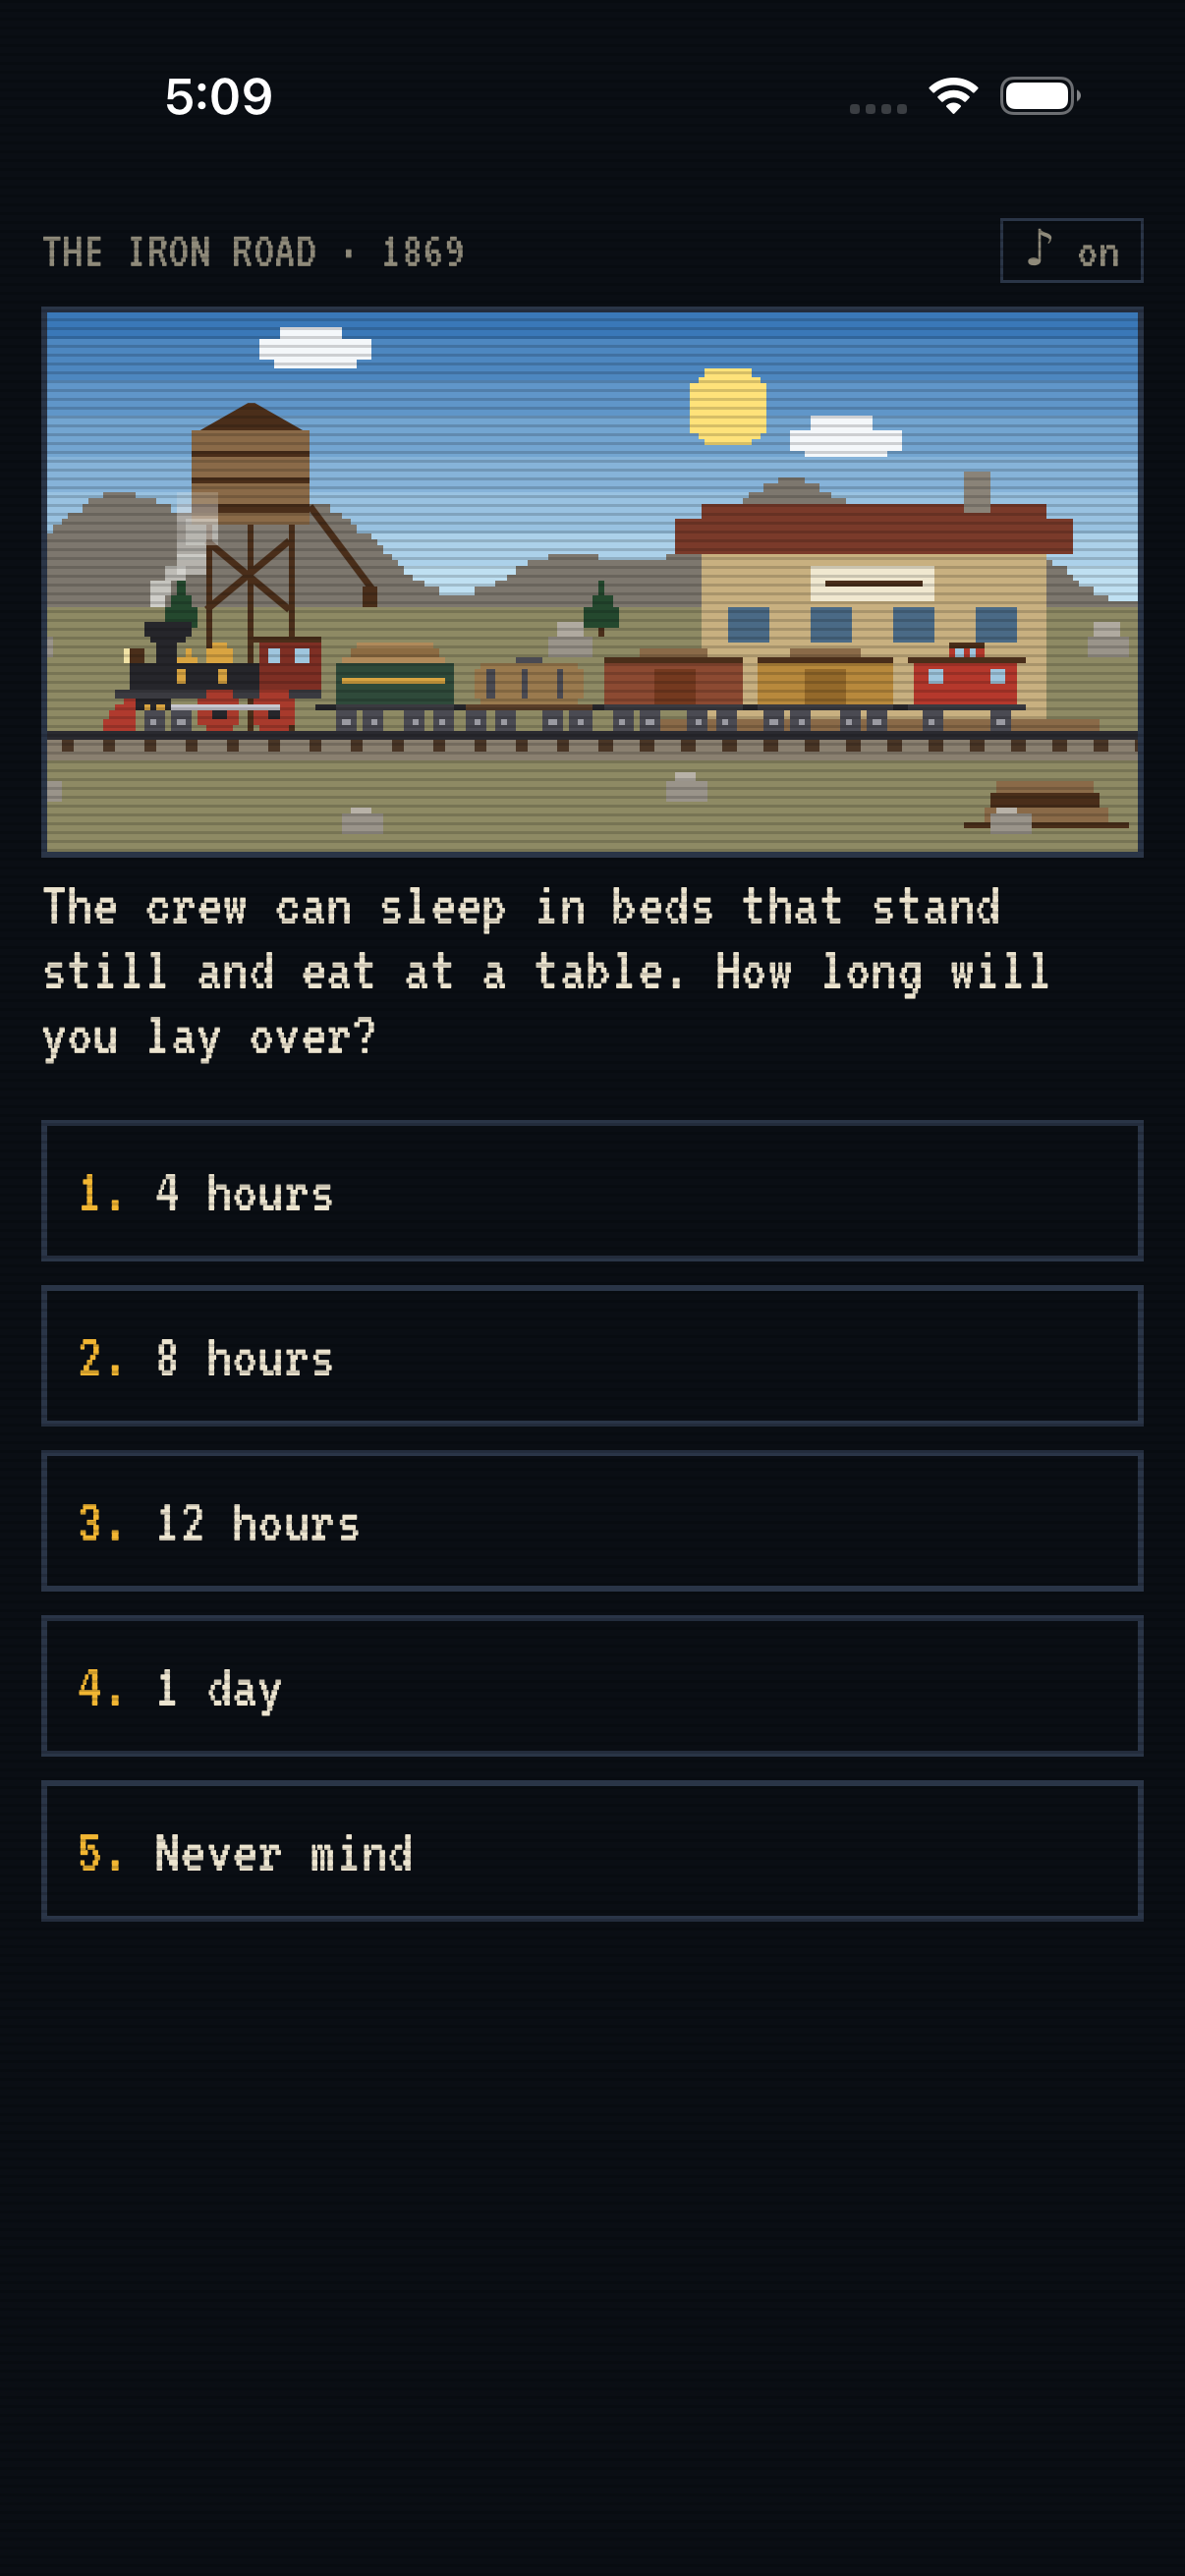 5:09
THE IRON ROAD · 1869
♪ on
The crew can sleep in beds that stand
still and eat at a table. How long will
you lay over?
1. 4 hours
2. 8 hours
3. 12 hours
4. 1 day
5. Never mind